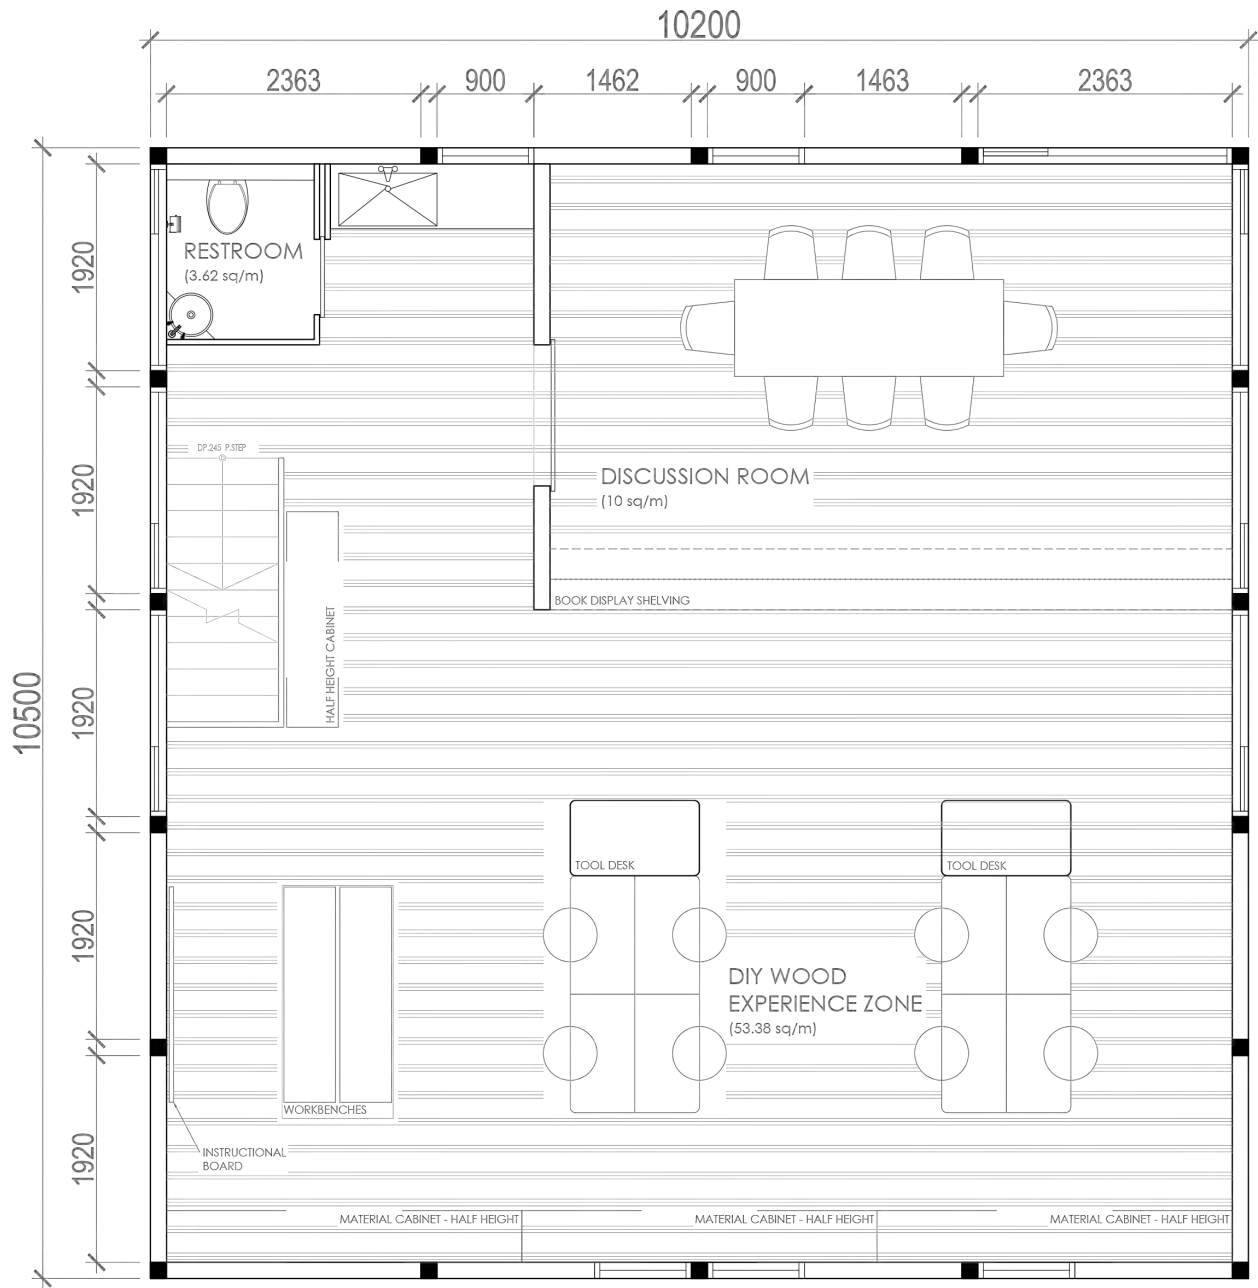 10200
2363
900
1462
900
1463
2363
10500
1920
1920
1920
1920
1920
RESTROOM
(3.62 sq/m)
DP.245 P.STEP
DISCUSSION ROOM
(10 sq/m)
BOOK DISPLAY SHELVING
HALF HEIGHT CABINET
TOOL DESK
TOOL DESK
DIY WOOD
EXPERIENCE ZONE
(53.38 sq/m)
WORKBENCHES
INSTRUCTIONAL
BOARD
MATERIAL CABINET - HALF HEIGHT
MATERIAL CABINET - HALF HEIGHT
MATERIAL CABINET - HALF HEIGHT